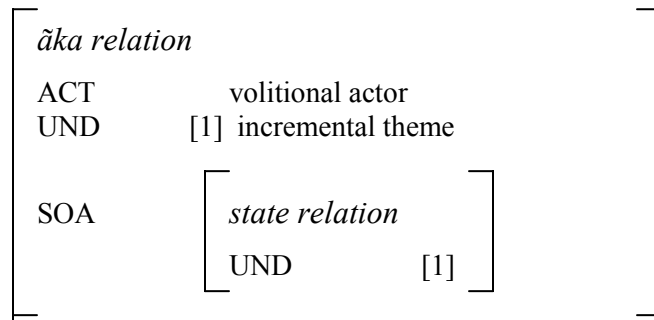 ãka relation
ACT volitional actor
UND [1] incremental theme
SOA state relation
UND [1]